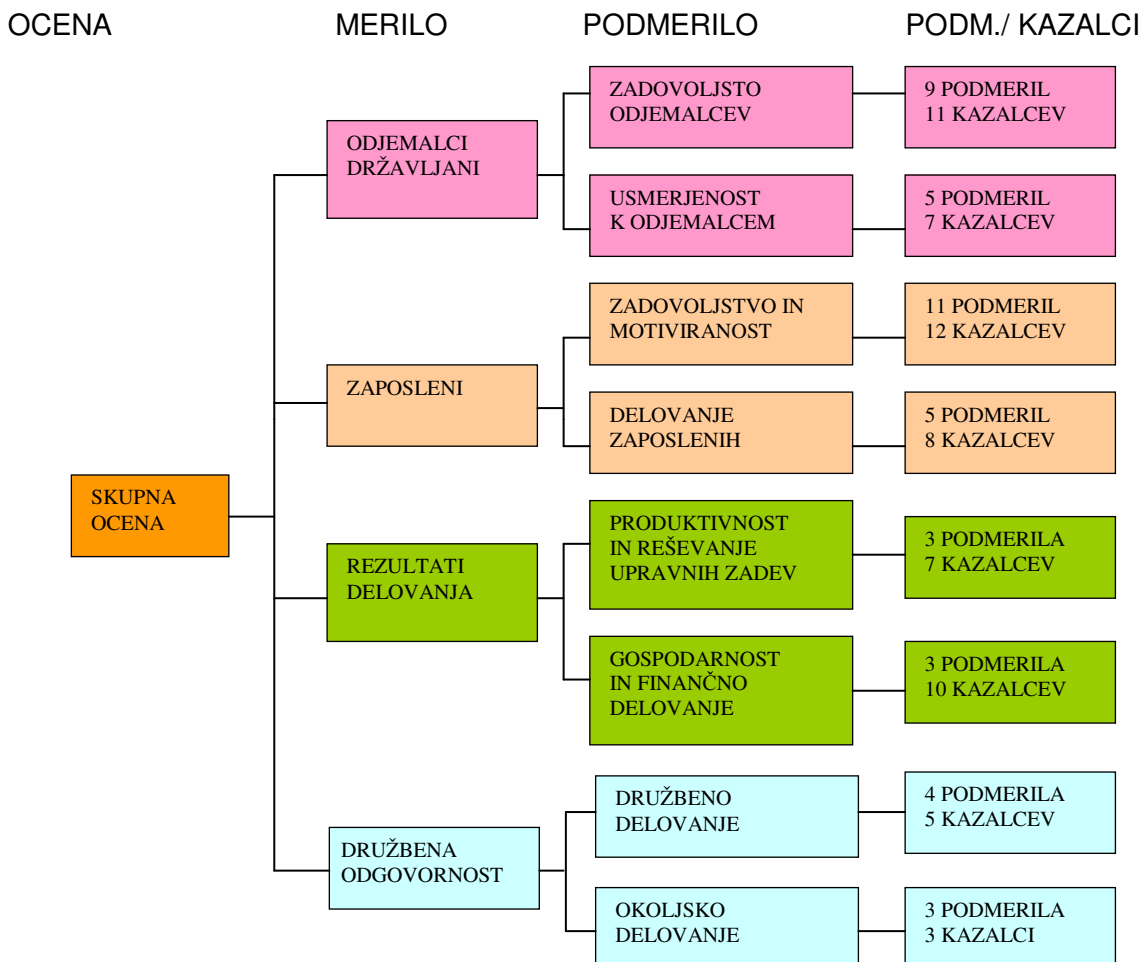 OCENA MERILO PODMERILO PODM./ KAZALCI
SKUPNA
OCENA
ODJEMALCI
DRŽAVLJANI
ZADOVOLJSTO
ODJEMALCEV
9 PODMERIL
11 KAZALCEV
USMERJENOST
K ODJEMALCEM
5 PODMERIL
7 KAZALCEV
ZAPOSLENI
ZADOVOLJSTVO IN
MOTIVIRANOST
11 PODMERIL
12 KAZALCEV
DELOVANJE
ZAPOSLENIH
5 PODMERIL
8 KAZALCEV
REZULTATI
DELOVANJA
PRODUKTIVNOST
IN REŠEVANJE
UPRAVNIH ZADEV
3 PODMERILA
7 KAZALCEV
GOSPODARNOST
IN FINANČNO
DELOVANJE
3 PODMERILA
10 KAZALCEV
DRUŽBENA
ODGOVORNOST
DRUŽBENO
DELOVANJE
4 PODMERILA
5 KAZALCEV
OKOLJSKO
DELOVANJE
3 PODMERILA
3 KAZALCI